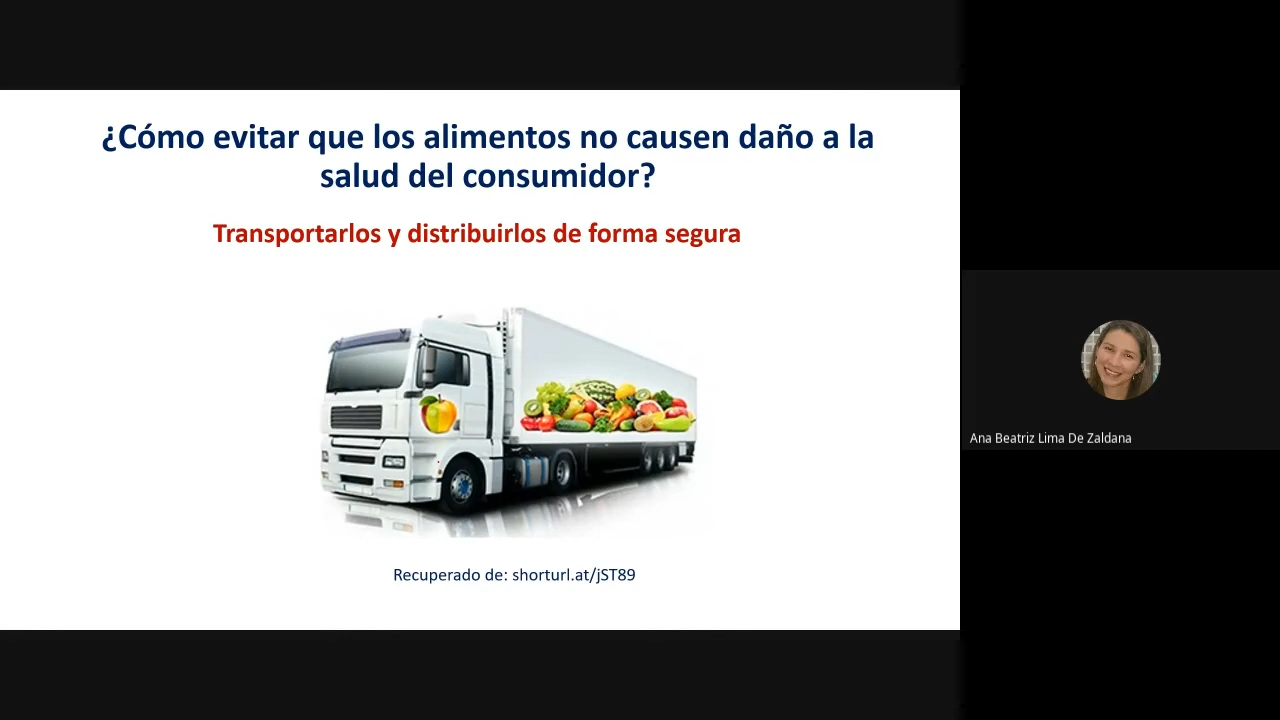 ¿Cómo evitar que los alimentos no causen daño a la
salud del consumidor?
Transportarlos y distribuirlos de forma segura
Recuperado de: shorturl.at/jST89
Ana Beatriz Lima De Zaldana